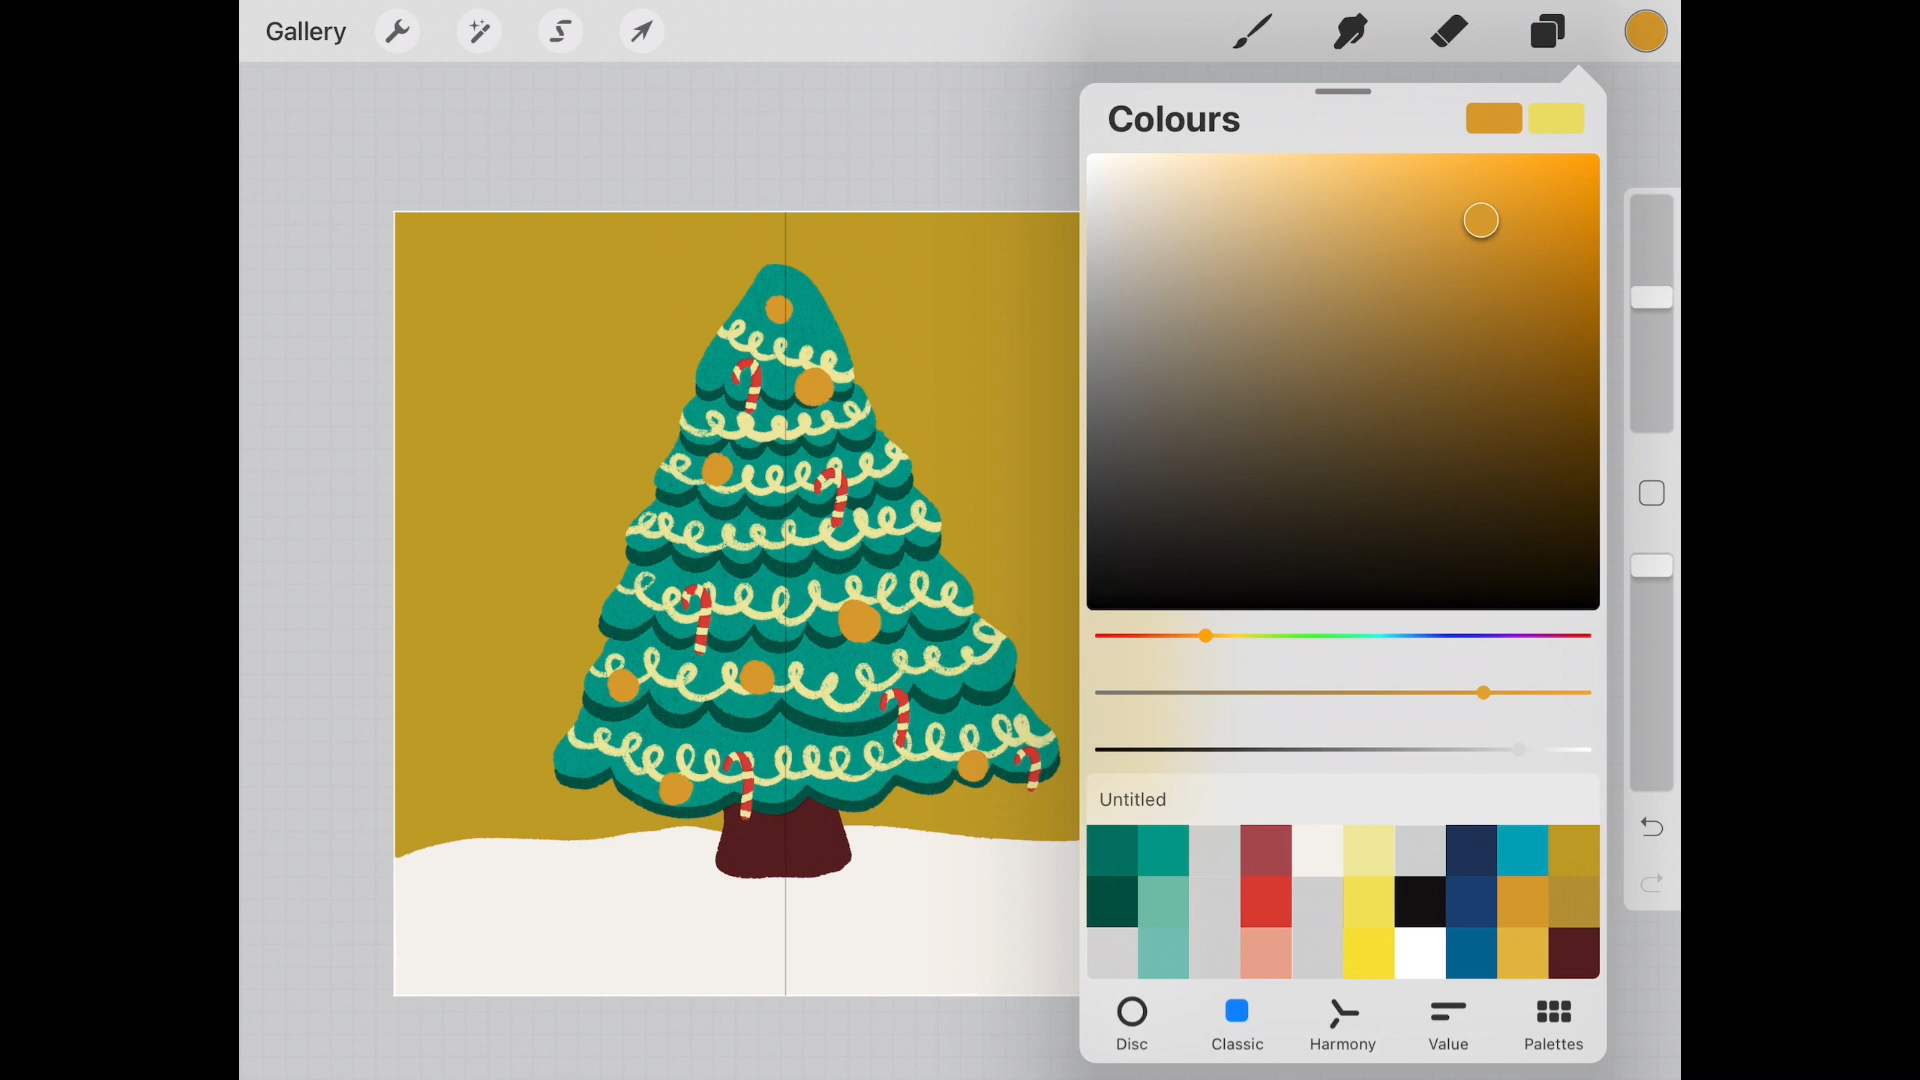 Gallery
Colours
Untitled
Disc
Classic
Harmony
Value
Palettes